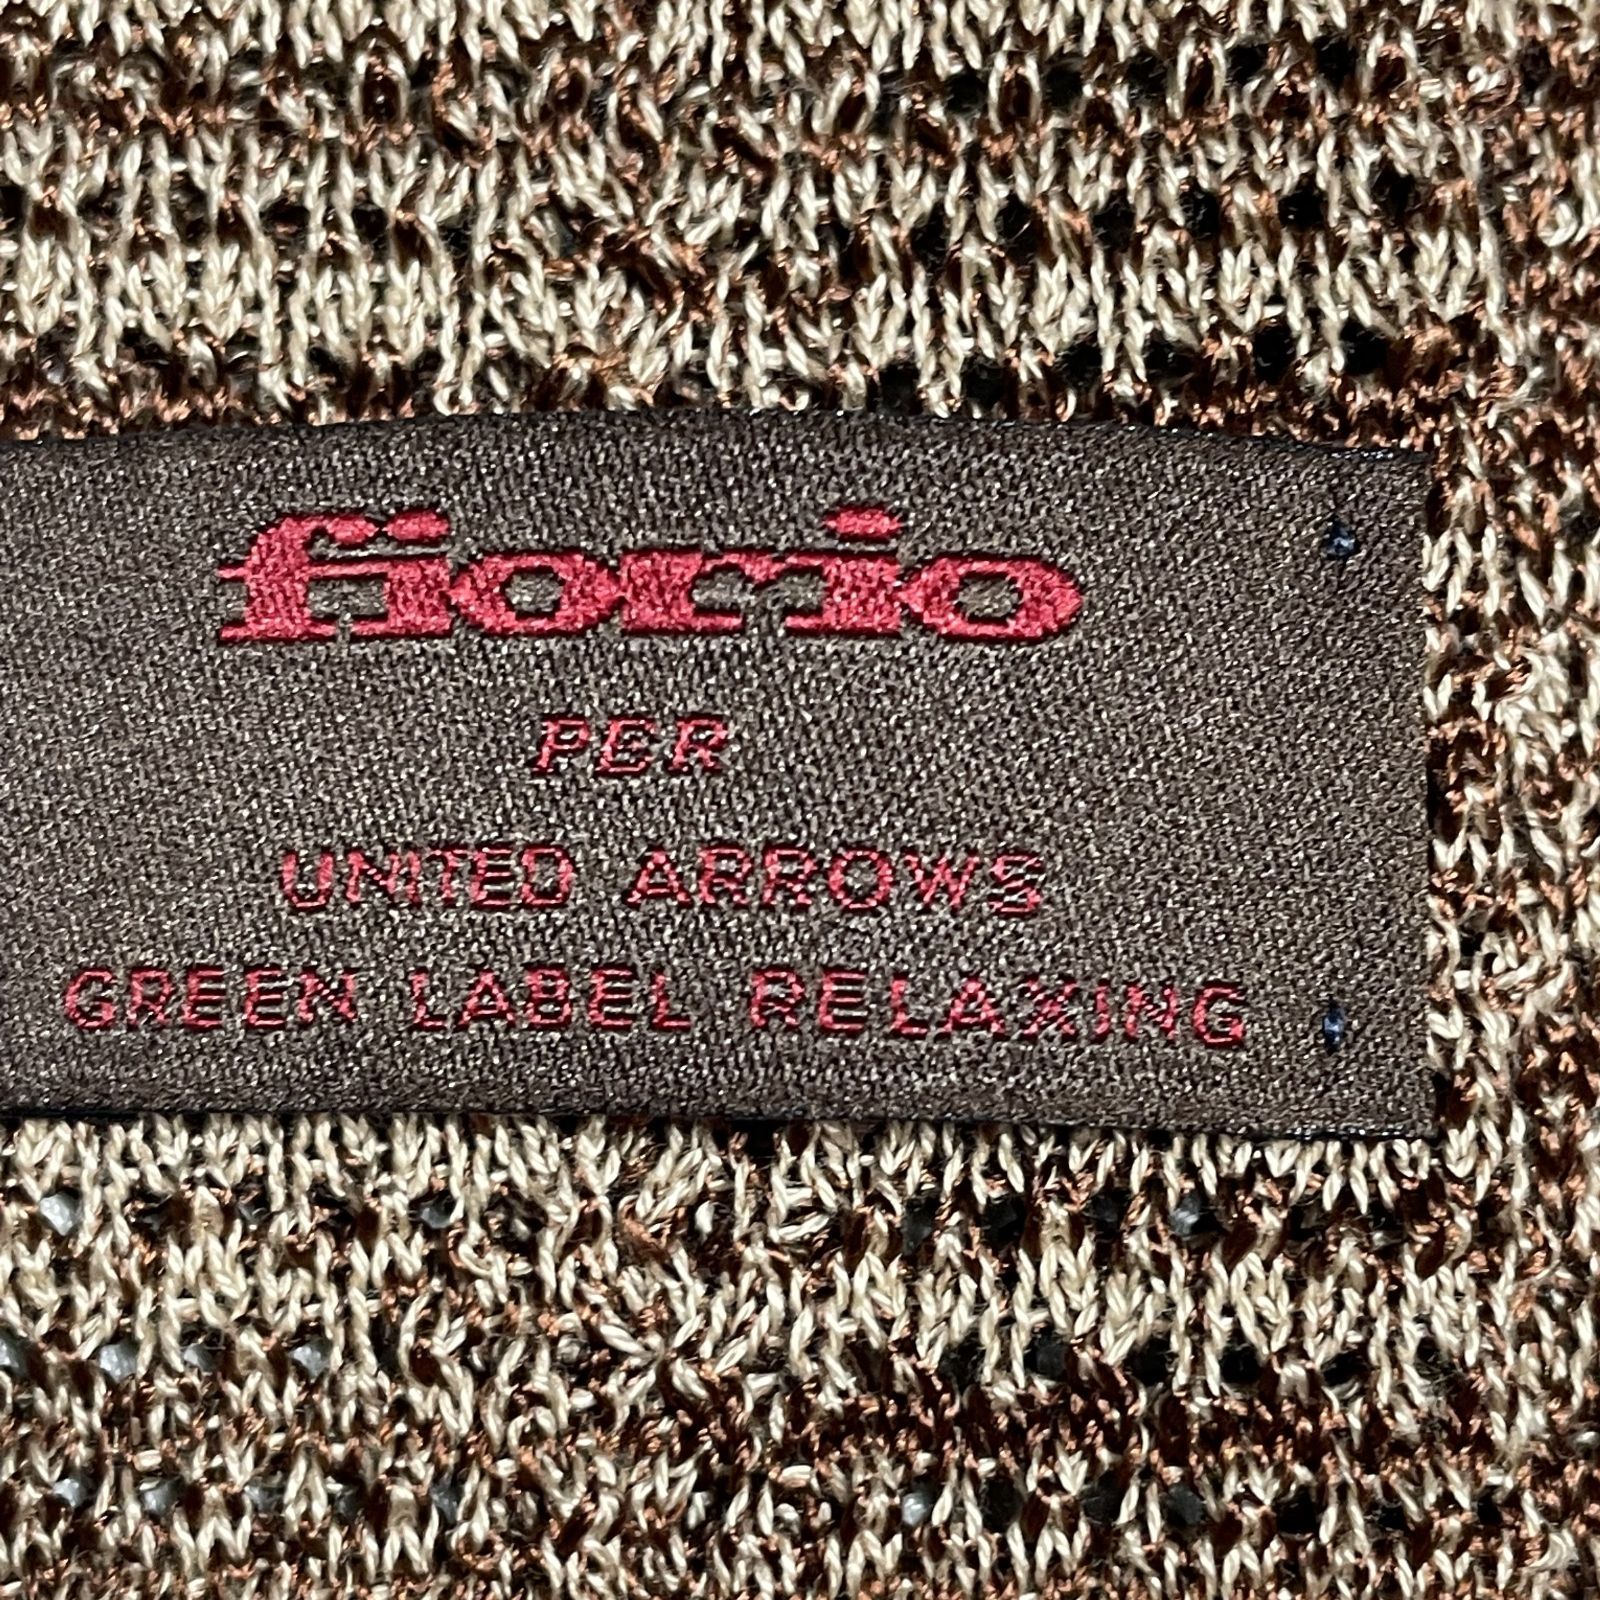 fiorio
PER
UNITED ARROWS
GREEN LABEL RELAXING